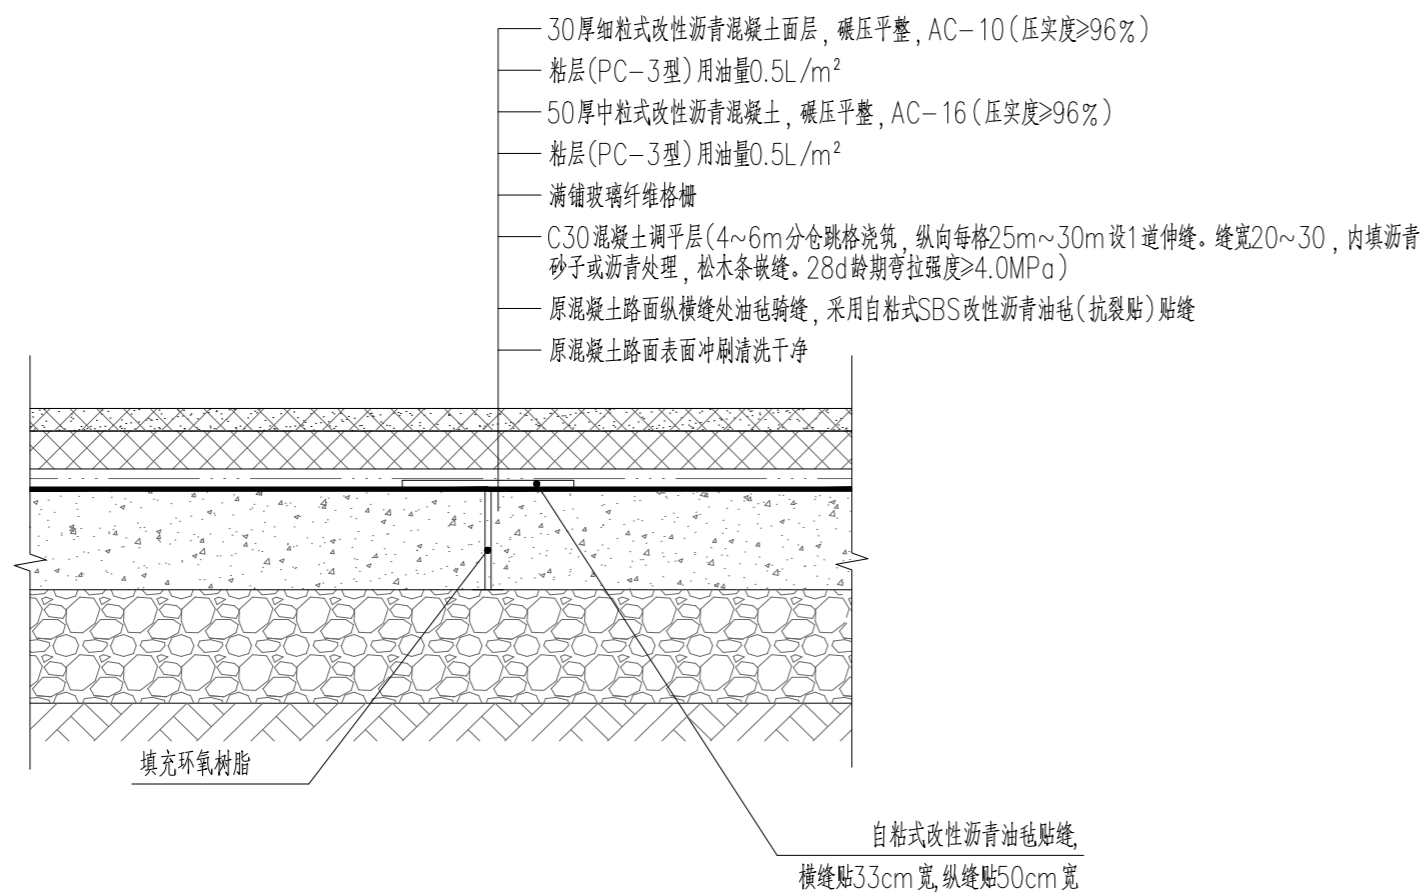 30厚细粒式改性沥青混凝土面层,碾压平整,AC-10(压实度≥96%)
粘层(PC-3型)用油量0.5L/m²
50厚中粒式改性沥青混凝土,碾压平整,AC-16(压实度≥96%)
粘层(PC-3型)用油量0.5L/m²
满铺玻璃纤维格栅
C30混凝土调平层(4~6m分仓跳格浇筑,纵向每格25m~30m设1道伸缝。缝宽20~30,内填沥青
砂子或沥青处理,松木条嵌缝。28d龄期弯拉强度≥4.0MPa)
原混凝土路面纵横缝处油毡骑缝,采用自粘式SBS改性沥青油毡(抗裂贴)贴缝
原混凝土路面表面冲刷清洗干净
填充环氧树脂
自粘式改性沥青油毡贴缝,
横缝贴33cm宽,纵缝贴50cm宽